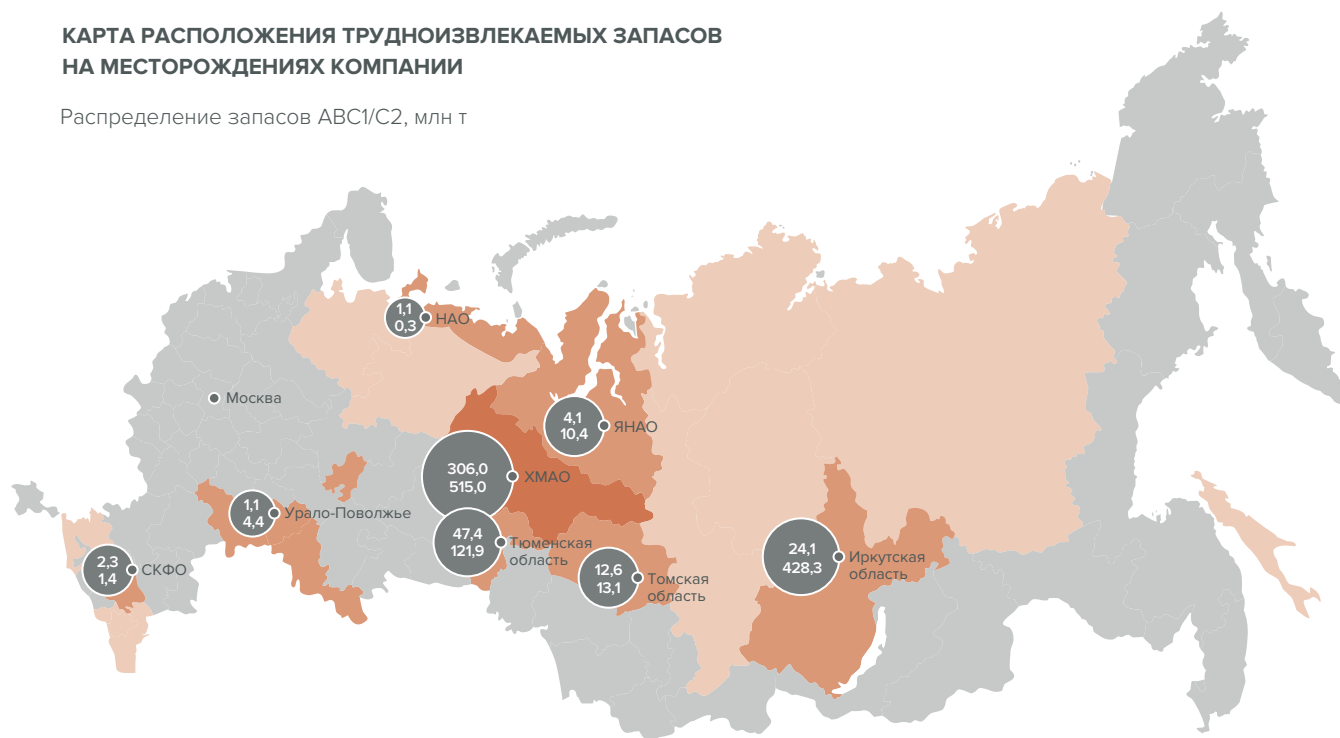 КАРТА РАСПОЛОЖЕНИЯ ТРУДНОИЗВЛЕКАЕМЫХ ЗАПАСОВ
НА МЕСТОРОЖДЕНИЯХ КОМПАНИИ
Распределение запасов АВС1/С2, млн т
1,1
0,3
НАО
Москва
4,1
10,4
ЯНАО
306,0
515,0
ХМАО
1,1
4,4
Урало-Поволжье
47,4
121,9
Тюменская
область
2,3
1,4
СКФО
12,6
13,1
Томская
область
24,1
428,3
Иркутская
область